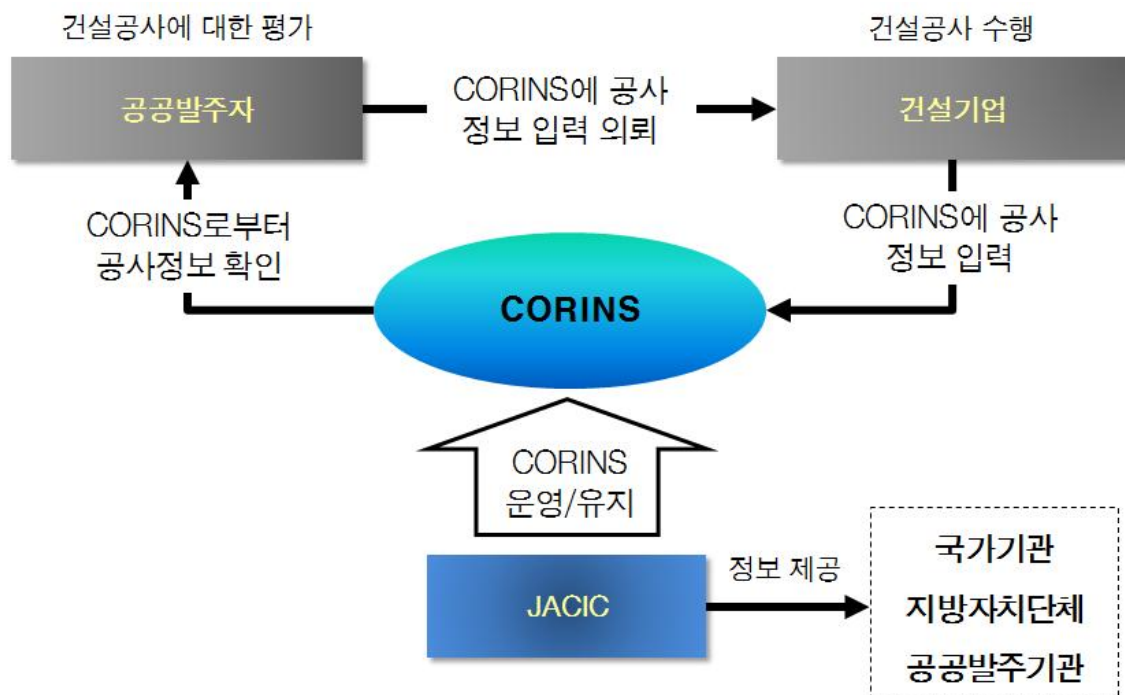 건설공사에 대한 평가
건설공사 수행
공공발주자
CORINS에 공사
정보 입력 의뢰
건설기업
CORINS로부터
공사정보 확인
CORINS에 공사
정보 입력
CORINS
CORINS
운영/유지
JACIC
정보 제공
국가기관
지방자치단체
공공발주기관